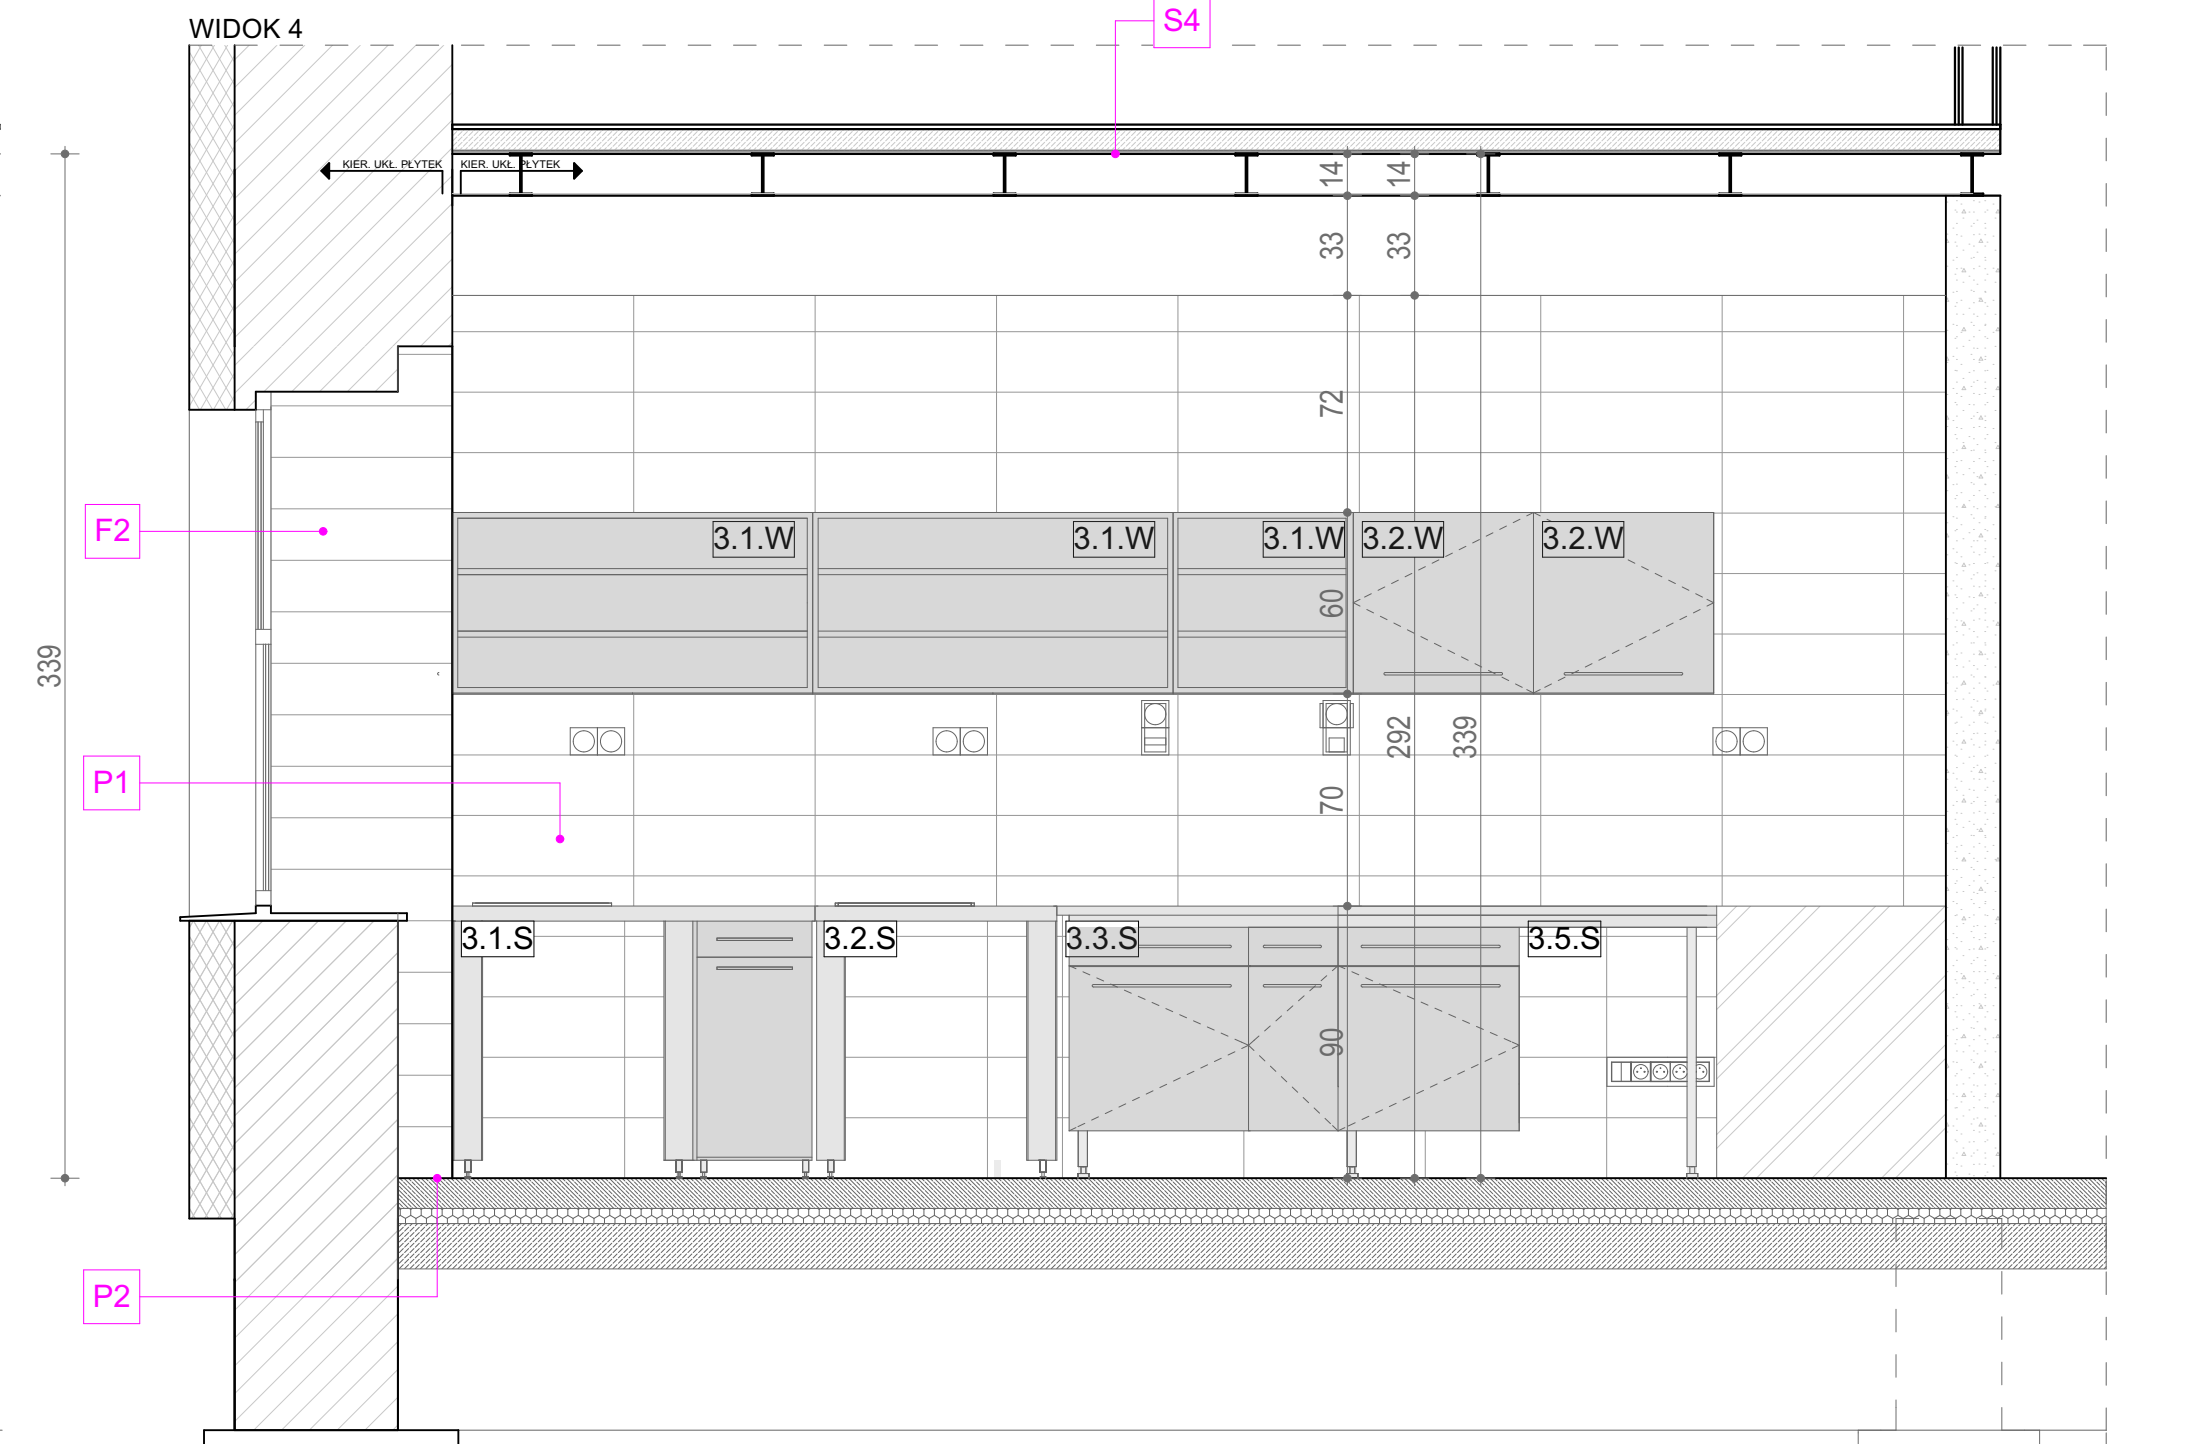 WIDOK 4
S4
KIER. UKŁ. PŁYTEK
KIER. UKŁ. PŁYTEK
14
14
33
33
72
F2
3.1.W
3.1.W
3.1.W
3.2.W
3.2.W
60
339
292
339
P1
70
3.1.S
3.2.S
3.3.S
3.5.S
90
P2